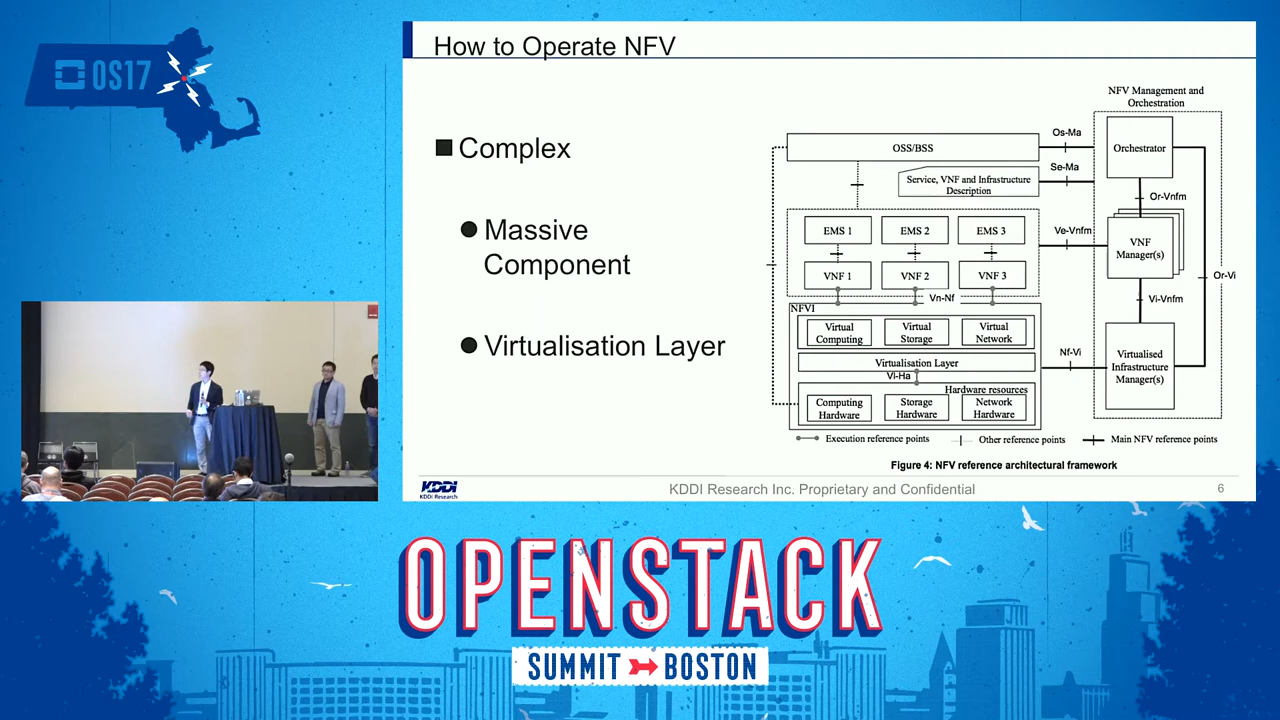 OS17
How to Operate NFV
Complex
Massive
Component
Virtualisation Layer
NFV Management and
Orchestration
OSS/BSS
Os-Ma
Orchestrator
Se-Ma
Service, VNF and Infrastructure
Description
Or-Vnfm
EMS 1
EMS 2
EMS 3
Ve-Vnfm
VNF
Manager(s)
VNF 1
VNF 2
VNF 3
Or-Vi
Vn-Nf
Vi-Vnfm
NFVI
Virtual
Computing
Virtual
Storage
Virtual
Network
Nf-Vi
Virtualised
Infrastructure
Manager(s)
Virtualisation Layer
Vi-Ha
Hardware resources
Computing
Hardware
Storage
Hardware
Network
Hardware
Execution reference points
Other reference points
Main NFV reference points
Figure 4: NFV reference architectural framework
KDDI
KDDI Research
KDDI Research Inc. Proprietary and Confidential
6
OPENSTACK
SUMMIT BOSTON